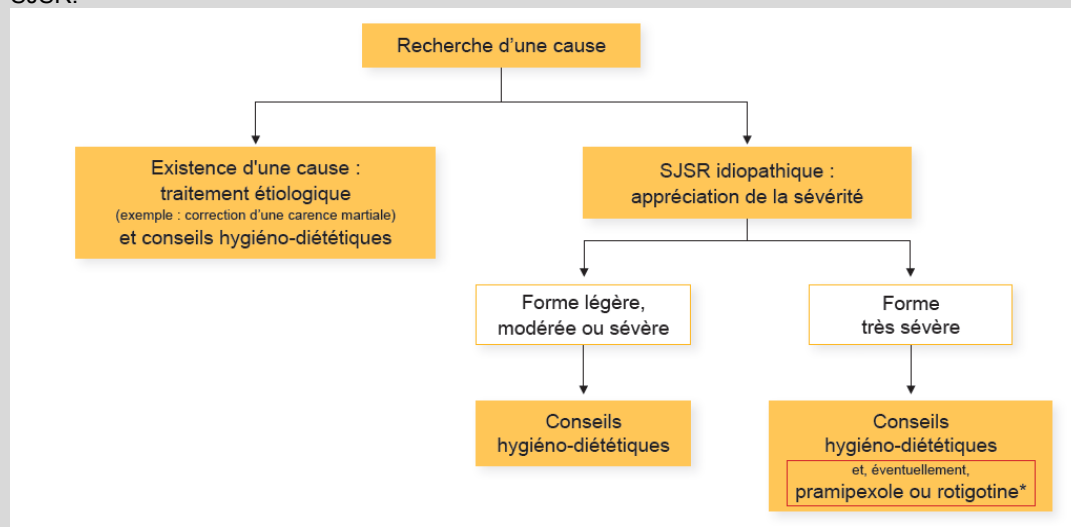 SJSR.
Recherche d'une cause
Existence d'une cause :
traitement étiologique
(exemple : correction d'une carence martiale)
et conseils hygiéno-diététiques
SJSR idiopathique :
appréciation de la sévérité
Forme légère,
modérée ou sévère
Forme
très sévère
Conseils
hygiéno-diététiques
Conseils
hygiéno-diététiques
et, éventuellement,
pramipexole ou rotigotine*